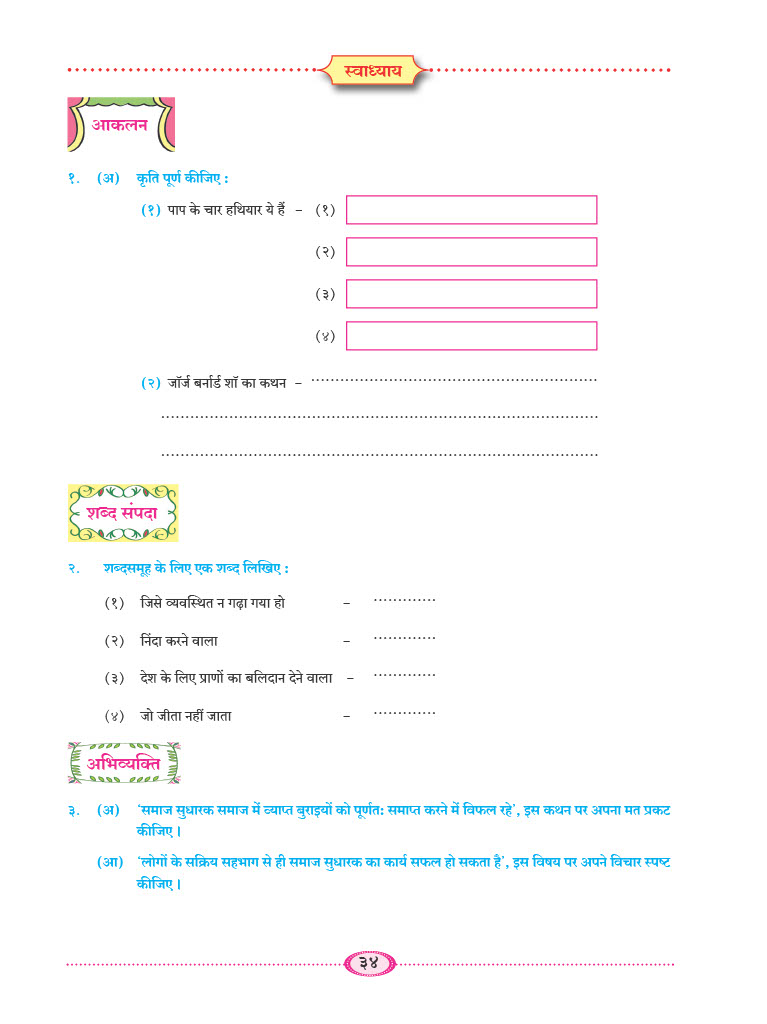 स्वाध्याय
आकलन
१. (अ) कृति पूर्ण कीजिए :
(१) पाप के चार हथियार ये हैं – (१)
(२)
(३)
(४)
(२) जॉर्ज बर्नार्ड शॉ का कथन – ............................................................
............................................................................................
............................................................................................
शब्द संपदा
२. शब्दसमूह के लिए एक शब्द लिखिए :
(१) जिसे व्यवस्थित न गढ़ा गया हो – .............
(२) निंदा करने वाला – .............
(३) देश के लिए प्राणों का बलिदान देने वाला – .............
(४) जो जीता नहीं जाता – .............
अभिव्यक्ति
३. (अ) ‘समाज सुधारक समाज में व्याप्त बुराइयों को पूर्णत: समाप्त करने में विफल रहे’, इस कथन पर अपना मत प्रकट
कीजिए ।
(आ) ‘लोगों के सक्रिय सहभाग से ही समाज सुधारक का कार्य सफल हो सकता है’, इस विषय पर अपने विचार स्पष्ट
कीजिए ।
३४